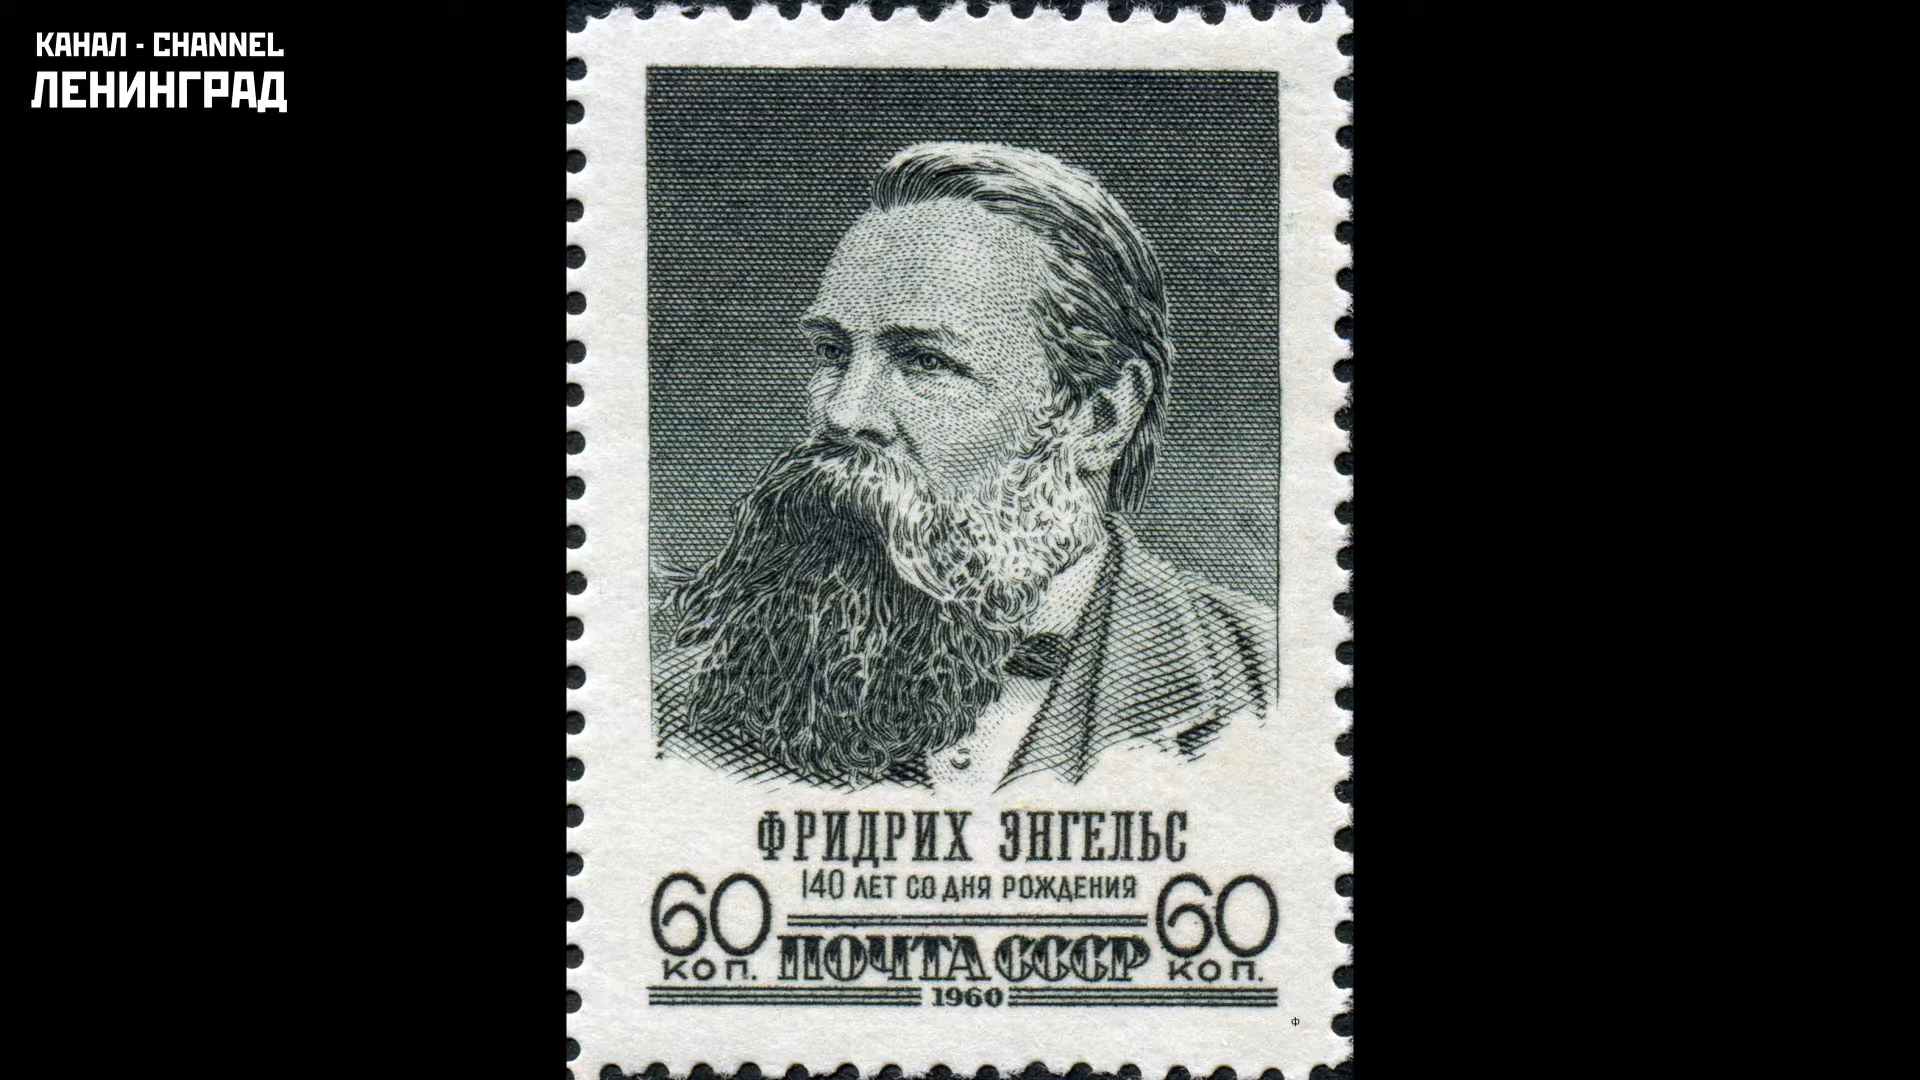 КАНАЛ - CHANNEL
ЛЕНИНГРАД
ФРИДРИХ ЭНГЕЛЬС
140 ЛЕТ СО ДНЯ РОЖДЕНИЯ
60 КОП. ПОЧТА СССР 60 КОП.
1960
ф